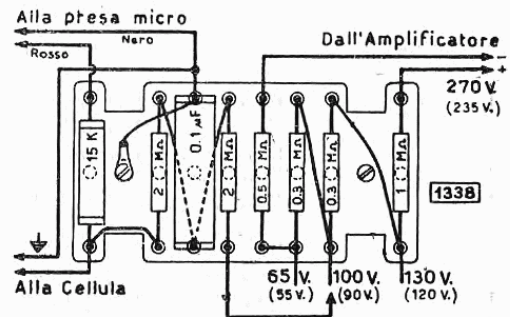 Alla presa micro
Nero
Rosso
Dall'Amplificatore
-
+
270 V.
(235 V.)
15 K
2 MΩ
0.1 µF
2 MΩ
0.5 MΩ
0.3 MΩ
0.3 MΩ
1 MΩ
1338
Alla Cellula
65 V.
(55 V.)
100 V.
(90 V.)
130 V.
(120 V.)